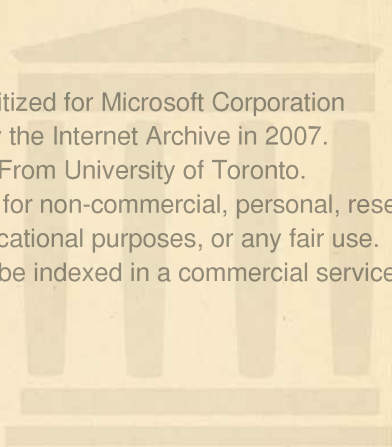 itized for Microsoft Corporation
the Internet Archive in 2007.
From University of Toronto.
for non-commercial, personal, rese
cational purposes, or any fair use.
be indexed in a commercial service